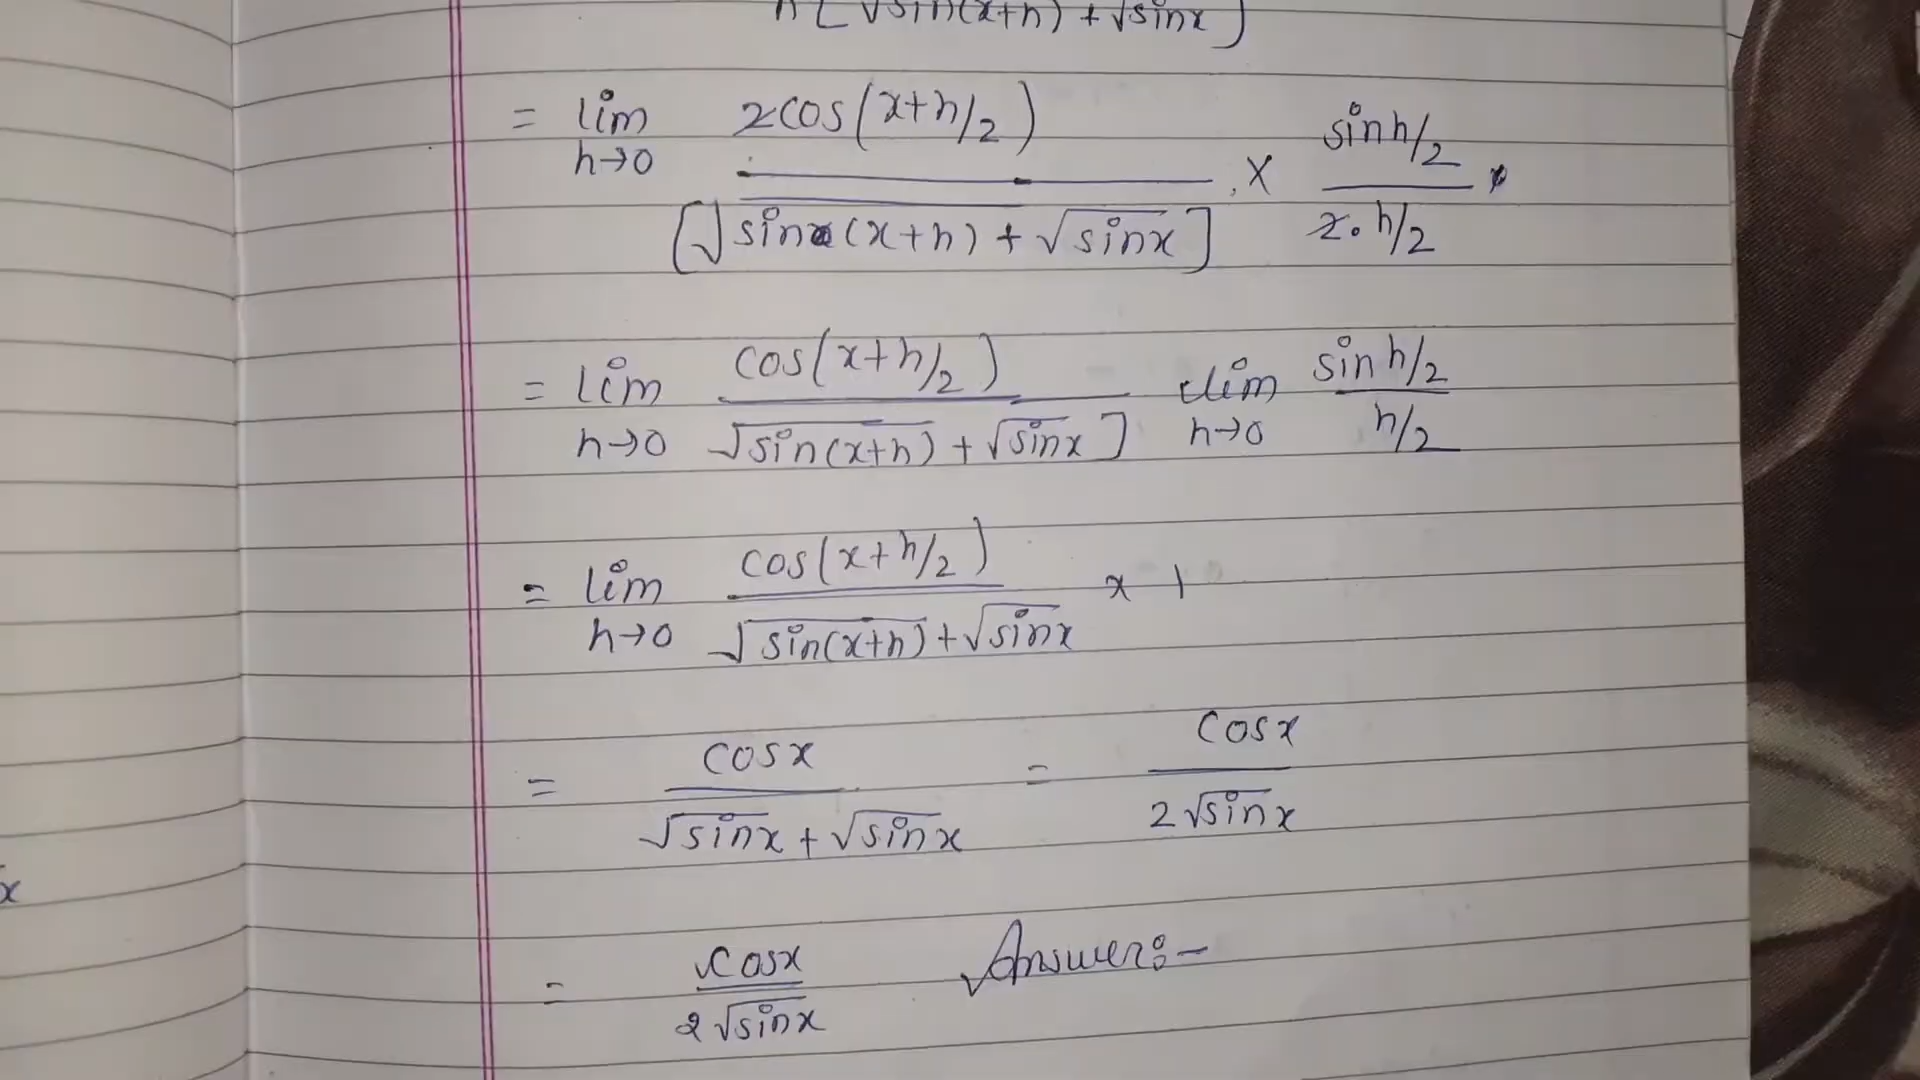 h[√sin(x+h) + √sinx]
= lim h→0 2cos(x+h/2) / [√sin(x+h) + √sinx] × sinh/2 / 2·h/2
= lim h→0 cos(x+h/2) / √sin(x+h) + √sinx] lim h→0 sinh/2 / h/2
= lim h→0 cos(x+h/2) / √sin(x+h) + √sinx × 1
= cosx / √sinx + √sinx = cosx / 2√sinx
= cosx / 2√sinx Answer:-
x